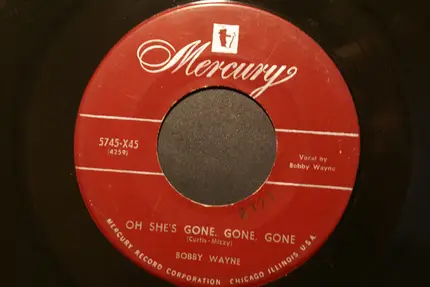 Mercury
5745-X45
(4259)
Vocal by
Bobby Wayne
OH SHE'S GONE, GONE, GONE
(Curtis-Mizzy)
BOBBY WAYNE
MERCURY RECORD CORPORATION, CHICAGO ILLINOIS, U.S.A.